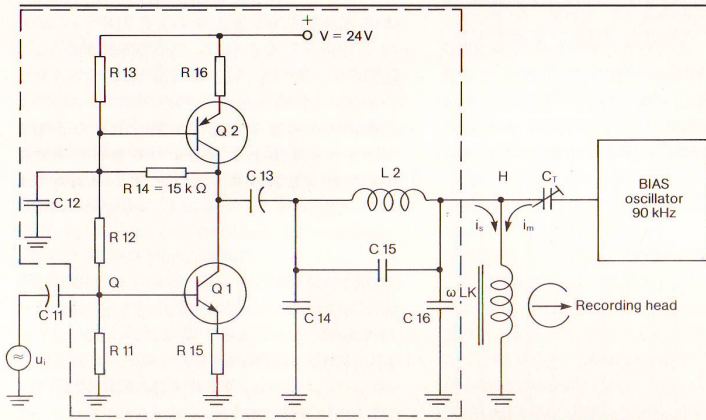 +
V = 24V
R 13
R 16
Q 2
R 14 = 15 k Ω
C 13
L 2
H
C_T
BIAS
oscillator
90 kHz
C 12
R 12
C 15
i_s
i_m
Q
Q 1
C 11
C 14
C 16
ω LK
Recording head
u_i
R 11
R 15